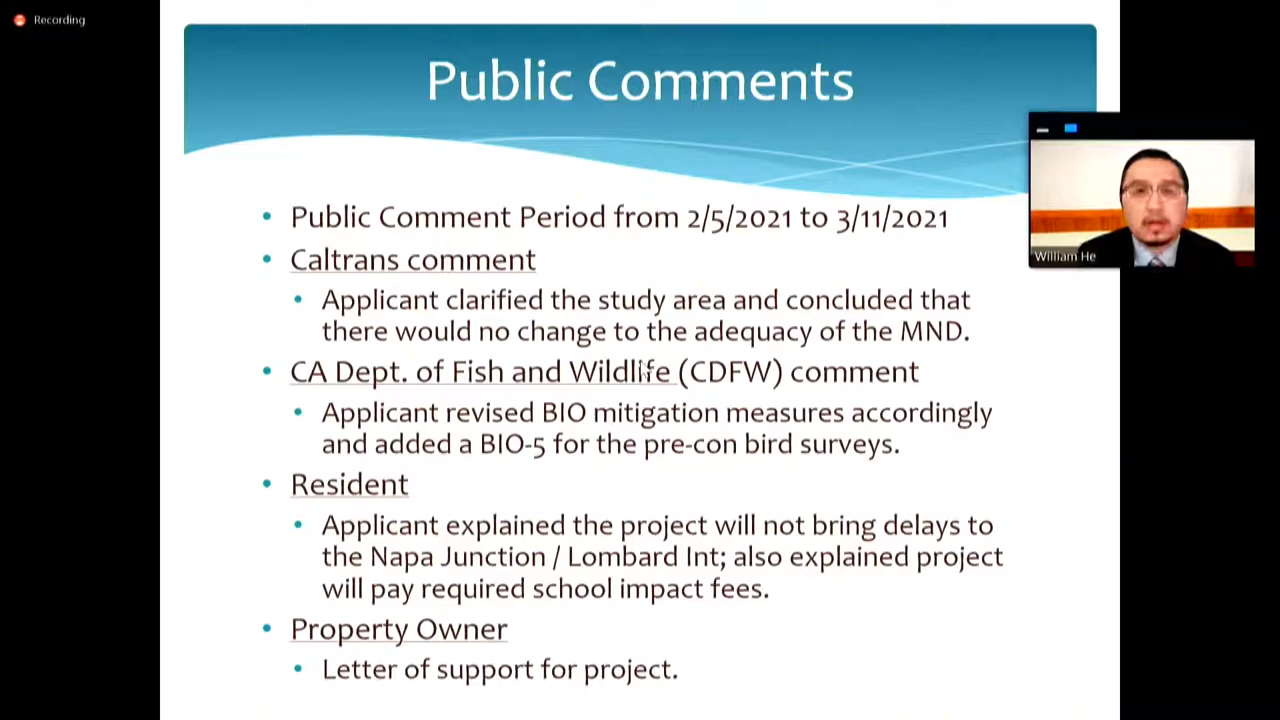 Recording
Public Comments
William He
• Public Comment Period from 2/5/2021 to 3/11/2021
• Caltrans comment
• Applicant clarified the study area and concluded that
there would no change to the adequacy of the MND.
• CA Dept. of Fish and Wildlife (CDFW) comment
• Applicant revised BIO mitigation measures accordingly
and added a BIO-5 for the pre-con bird surveys.
• Resident
• Applicant explained the project will not bring delays to
the Napa Junction / Lombard Int; also explained project
will pay required school impact fees.
• Property Owner
• Letter of support for project.